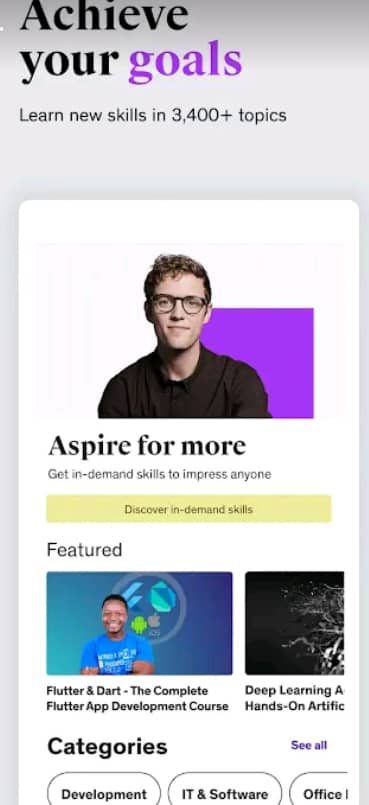 Achieve
your goals
Learn new skills in 3,400+ topics
Aspire for more
Get in-demand skills to impress anyone
Discover in-demand skills
Featured
iOS
Flutter & Dart - The Complete
Flutter App Development Course
Deep Learning A
Hands-On Artific
Categories
See all
Development
IT & Software
Office